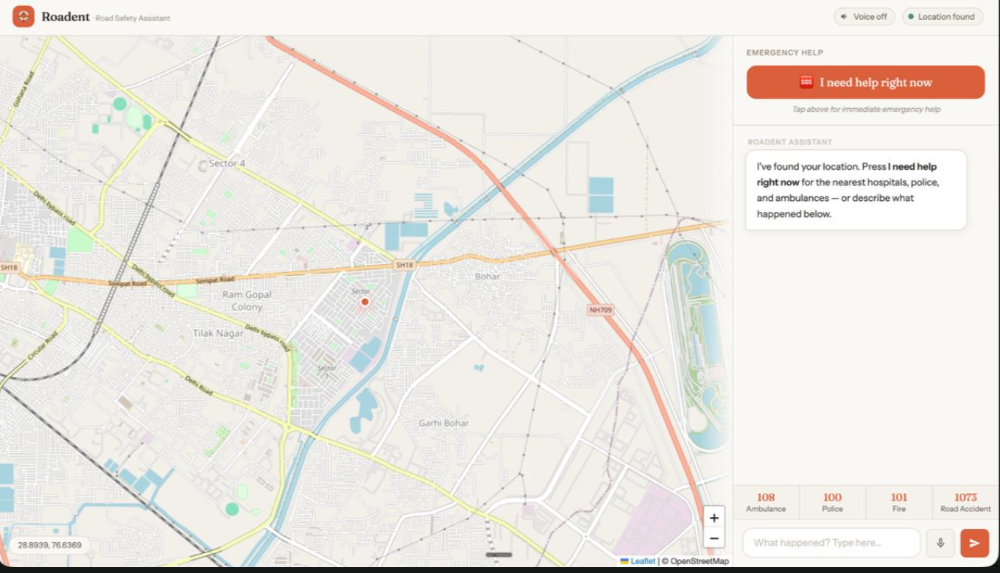 Roadent · Road Safety Assistant
Voice off
Location found
EMERGENCY HELP
SOS I need help right now
Tap above for immediate emergency help
ROADENT ASSISTANT
I've found your location. Press I need help
right now for the nearest hospitals, police,
and ambulances — or describe what
happened below.
108
Ambulance
100
Police
101
Fire
1073
Road Accident
What happened? Type here...
Gohana Road
Sector 4
Delhi bypass road
SH18
Sonipat Road
Delhi bypass road
Sonipat Road
SH18
Ram Gopal
Colony
Sector
Bohar
NH709
Tilak Nagar
Delhi bypass road
Circular Road
Sector
Delhi Road
Garhi Bohar
+
−
28.8939, 76.6369
Leaflet | © OpenStreetMap